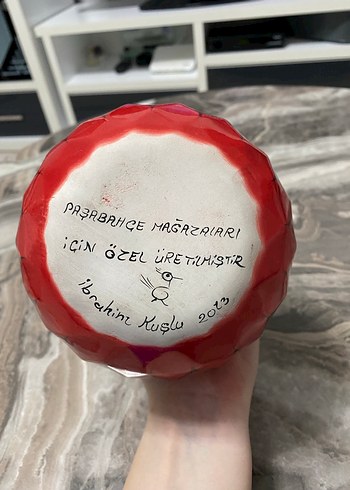 PAŞABAHÇE MAĞAZALARI
İÇİN ÖZEL ÜRETİLMİŞTİR
İbrahim Kuşlu 2013